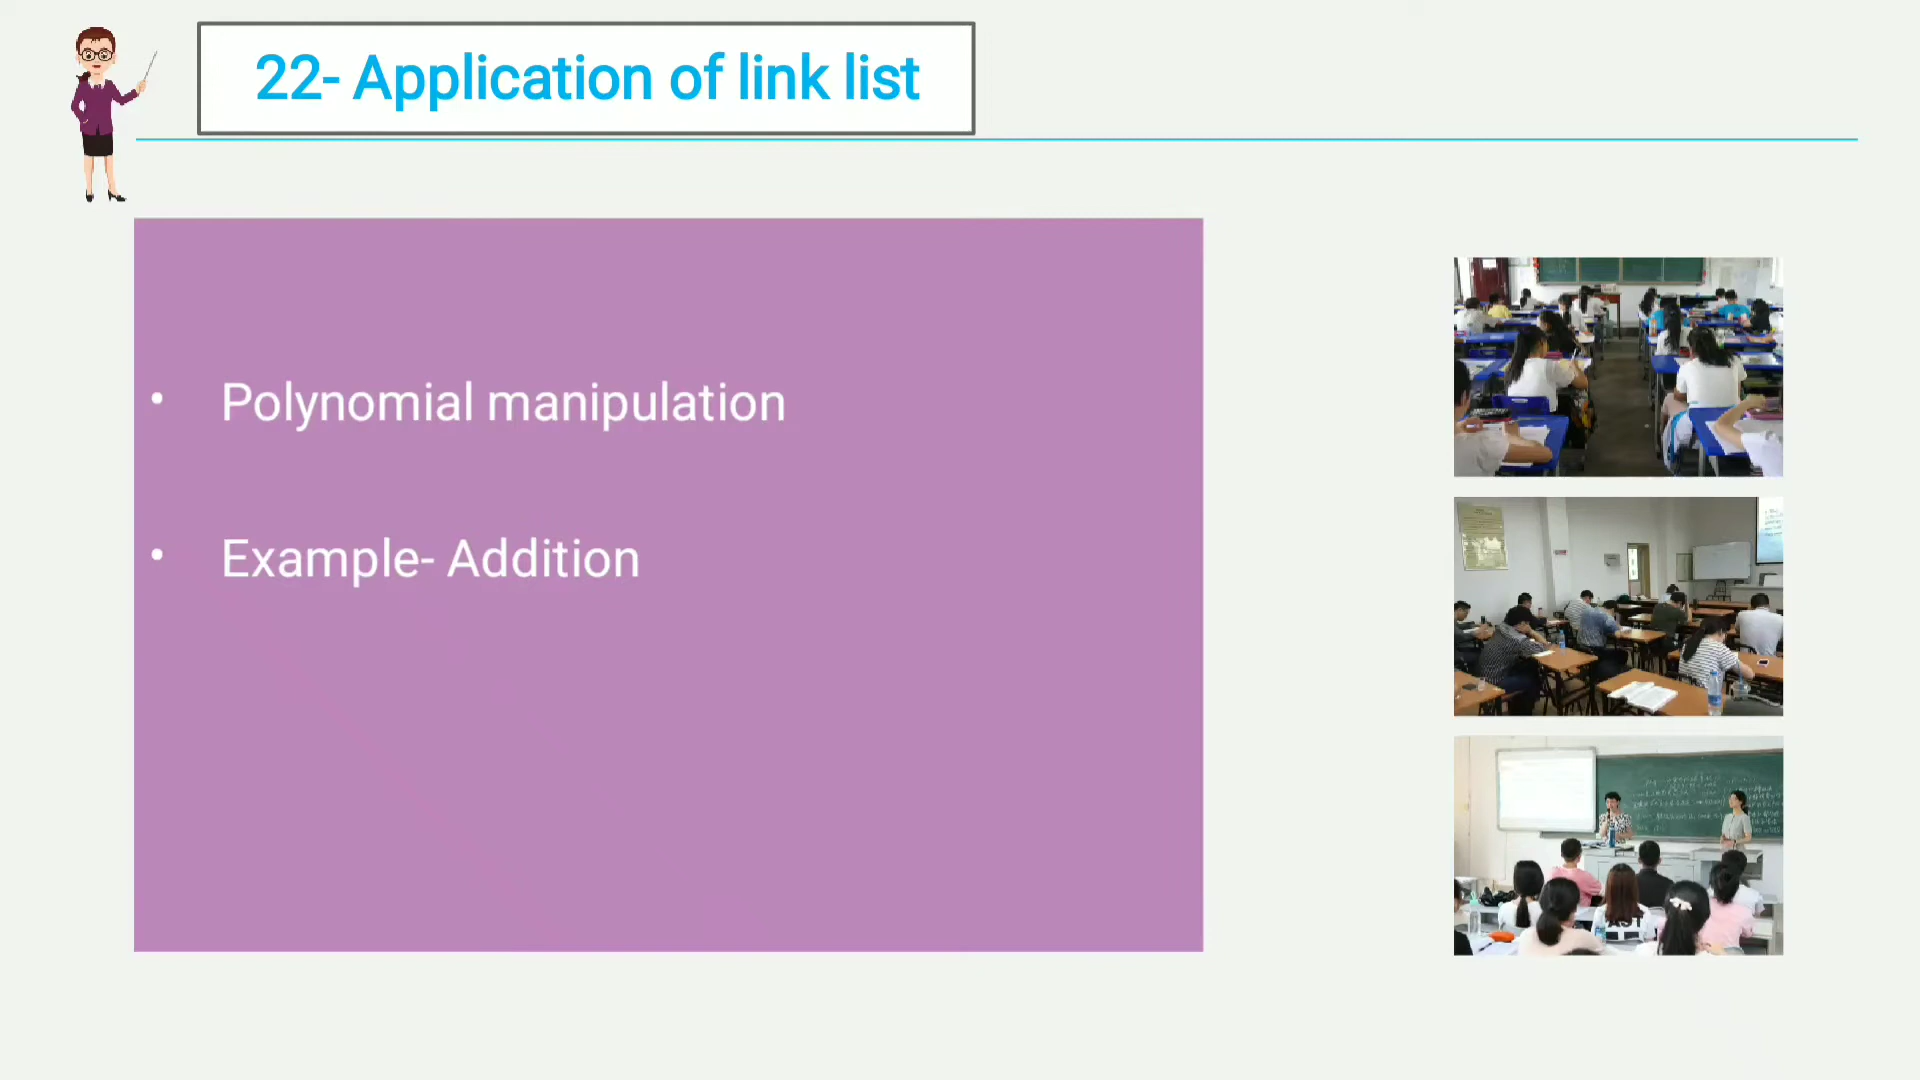 22- Application of link list
• Polynomial manipulation
• Example- Addition